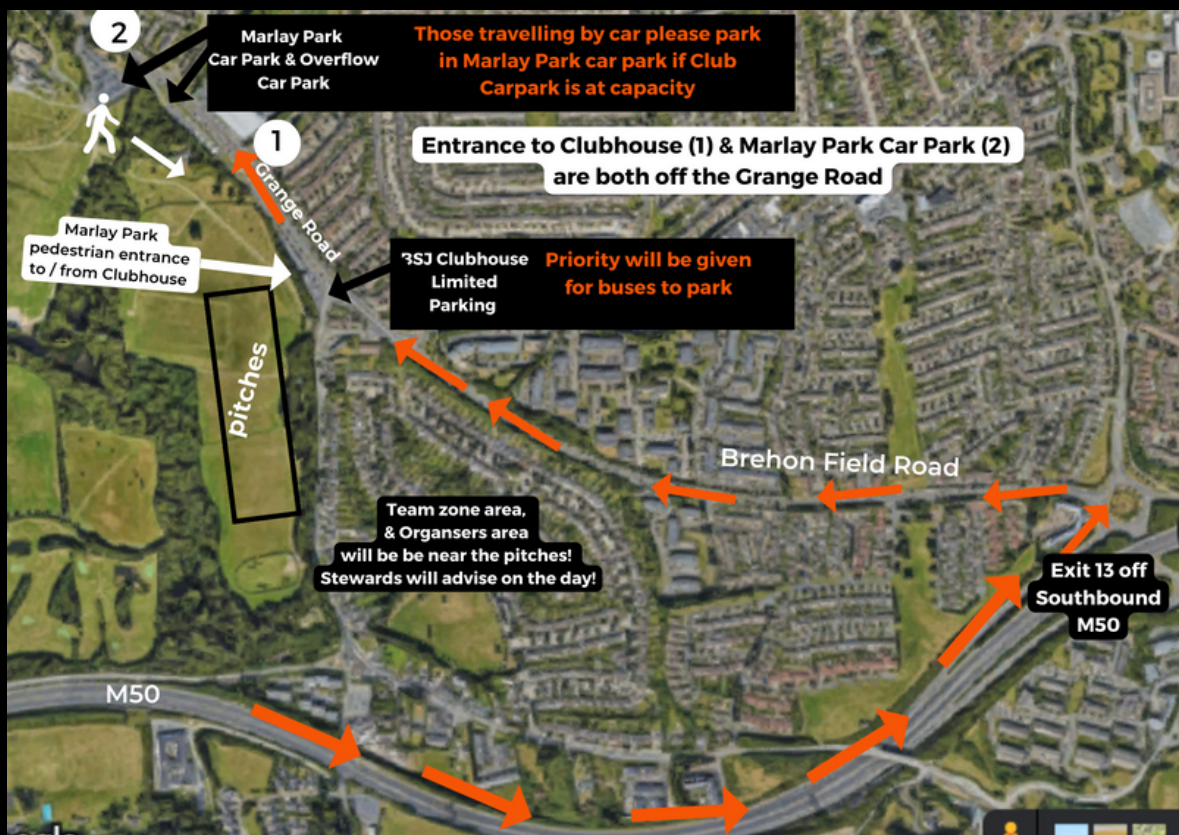 2
Marlay Park
Car Park & Overflow
Car Park
Those travelling by car please park
in Marlay Park car park if Club
Carpark is at capacity
1
Entrance to Clubhouse (1) & Marlay Park Car Park (2)
are both off the Grange Road
Grange Road
Marlay Park
pedestrian entrance
to / from Clubhouse
BSJ Clubhouse
Limited
Parking
Priority will be given
for buses to park
pitches
Brehon Field Road
Team zone area,
& Organsers area
will be be near the pitches!
Stewards will advise on the day!
Exit 13 off
Southbound
M50
M50